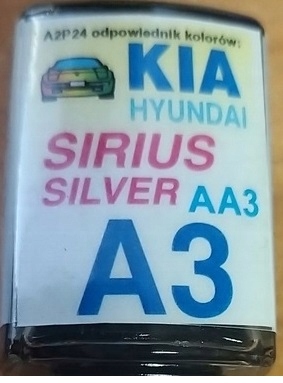 A2P24 odpowiednik kolorów:
KIA
HYUNDAI
SIRIUS
SILVER AA3
A3